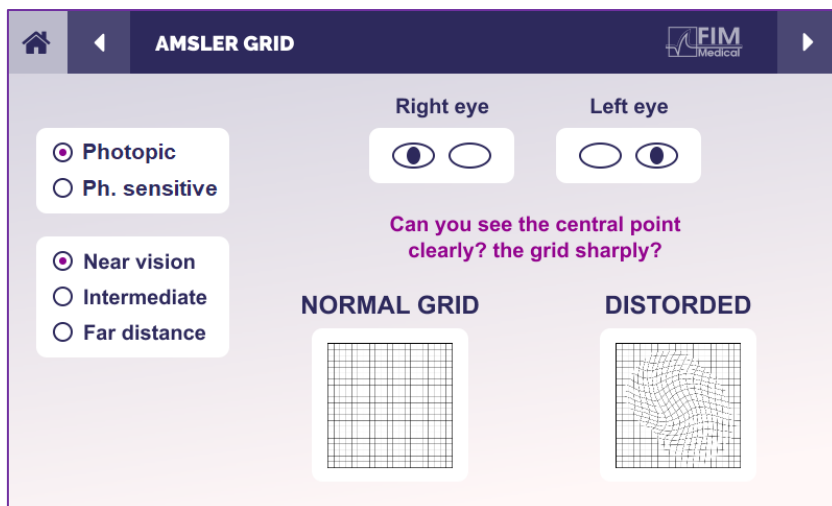 AMSLER GRID
FIM
Medical
Right eye
Left eye
Photopic
Ph. sensitive
Can you see the central point
clearly? the grid sharply?
Near vision
Intermediate
Far distance
NORMAL GRID
DISTORDED